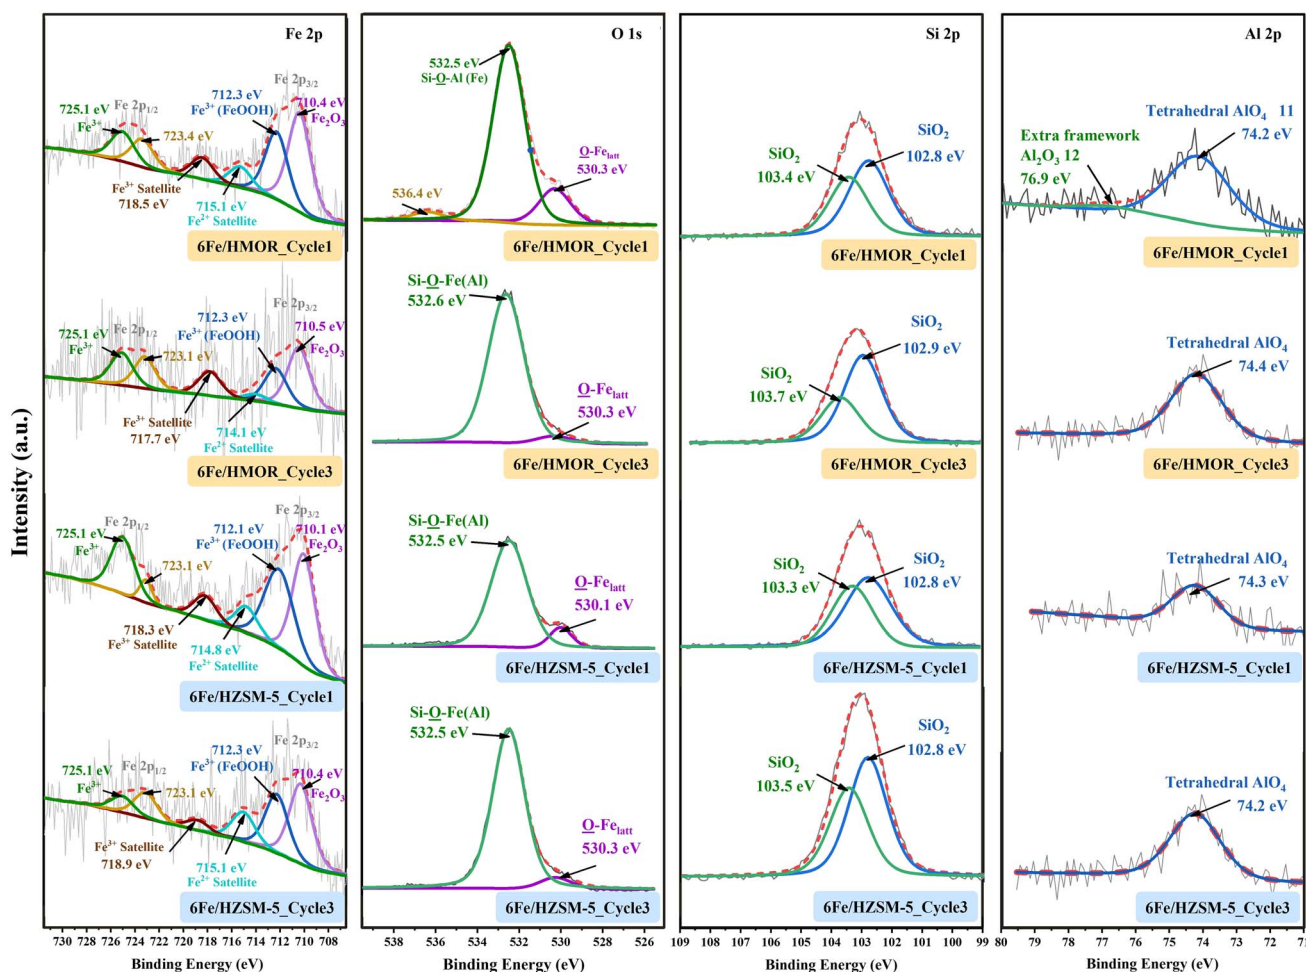 Intensity (a.u.)
Fe 2p
Fe 2p3/2
712.3 eV
Fe³⁺ (FeOOH)
710.4 eV
Fe₂O₃
725.1 eV
Fe 2p1/2
Fe³⁺
723.4 eV
Fe³⁺ Satellite
718.5 eV
715.1 eV
Fe²⁺ Satellite
6Fe/HMOR_Cycle1
Fe 2p3/2
712.3 eV
Fe³⁺ (FeOOH)
710.5 eV
Fe₂O₃
725.1 eV
Fe 2p1/2
Fe³⁺
723.1 eV
Fe³⁺ Satellite
717.7 eV
714.1 eV
Fe²⁺ Satellite
6Fe/HMOR_Cycle3
Fe 2p3/2
712.1 eV
Fe³⁺ (FeOOH)
710.1 eV
Fe₂O₃
725.1 eV
Fe 2p1/2
Fe³⁺
723.1 eV
Fe³⁺ Satellite
718.3 eV
714.8 eV
Fe²⁺ Satellite
6Fe/HZSM-5_Cycle1
Fe 2p3/2
712.3 eV
Fe³⁺ (FeOOH)
710.4 eV
Fe₂O₃
725.1 eV
Fe 2p1/2
Fe³⁺
723.1 eV
Fe³⁺ Satellite
718.9 eV
715.1 eV
Fe²⁺ Satellite
6Fe/HZSM-5_Cycle3
730 728 726 724 722 720 718 716 714 712 710 708
Binding Energy (eV)
O 1s
532.5 eV
Si-O-Al (Fe)
O-Felatt
530.3 eV
536.4 eV
6Fe/HMOR_Cycle1
Si-O-Fe(Al)
532.6 eV
O-Felatt
530.3 eV
6Fe/HMOR_Cycle3
Si-O-Fe(Al)
532.5 eV
O-Felatt
530.1 eV
6Fe/HZSM-5_Cycle1
Si-O-Fe(Al)
532.5 eV
O-Felatt
530.3 eV
6Fe/HZSM-5_Cycle3
538 536 534 532 530 528 526
Binding Energy (eV)
Si 2p
SiO₂
102.8 eV
SiO₂
103.4 eV
6Fe/HMOR_Cycle1
SiO₂
102.9 eV
SiO₂
103.7 eV
6Fe/HMOR_Cycle3
SiO₂
102.8 eV
SiO₂
103.3 eV
6Fe/HZSM-5_Cycle1
SiO₂
102.8 eV
SiO₂
103.5 eV
6Fe/HZSM-5_Cycle3
109 108 107 106 105 104 103 102 101 100 99
Binding Energy (eV)
Al 2p
Tetrahedral AlO₄ 11
74.2 eV
Extra framework
Al₂O₃ 12
76.9 eV
6Fe/HMOR_Cycle1
Tetrahedral AlO₄
74.4 eV
6Fe/HMOR_Cycle3
Tetrahedral AlO₄
74.3 eV
6Fe/HZSM-5_Cycle1
Tetrahedral AlO₄
74.2 eV
6Fe/HZSM-5_Cycle3
80 79 78 77 76 75 74 73 72 71
Binding Energy (eV)